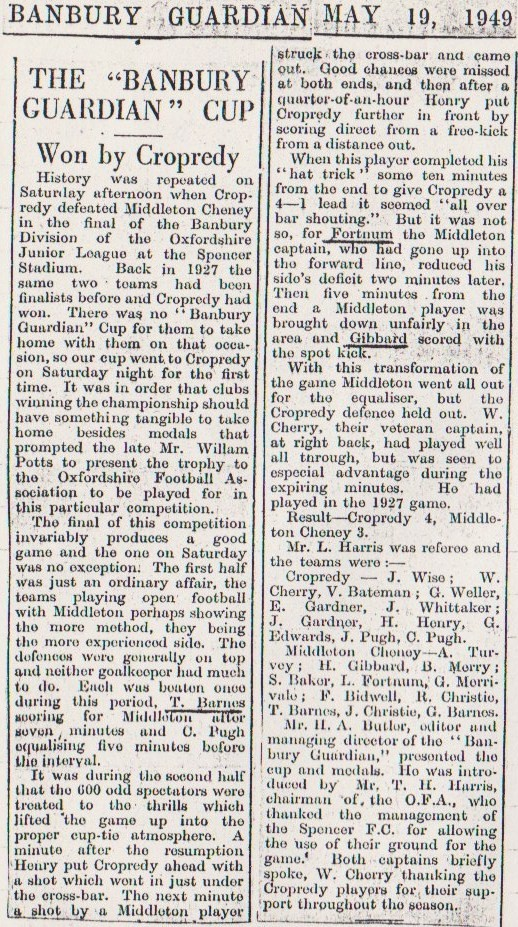 BANBURY GUARDIAN MAY 19, 1949
THE "BANBURY
GUARDIAN" CUP
Won by Cropredy
History was repeated on
Saturday afternoon when Crop-
redy defeated Middleton Cheney
in the final of the Banbury
Division of the Oxfordshire
Junior League at the Spencer
Stadium. Back in 1927 the
same two teams had been
finalists before and Cropredy had
won. There was no "Banbury
Guardian" Cup for them to take
home with them on that occa-
sion, so our cup went to Cropredy
on Saturday night for the first
time. It was in order that clubs
winning the championship should
have something tangible to take
home besides medals that
prompted the late Mr. Willam
Potts to present the trophy to
the Oxfordshire Football As-
sociation to be played for in
this particular competition.
The final of this competition
invariably produces a good
game and the one on Saturday
was no exception. The first half
was just an ordinary affair, the
teams playing open football
with Middleton perhaps showing
the more method, they being
the more experienced side. The
defences were generally on top
and neither goalkeeper had much
to do. Each was beaten once
during this period, T. Barnes
scoring for Middleton after
seven minutes and C. Pugh
equalising five minutes before
the interval.
It was during the second half
that the 600 odd spectators were
treated to the thrills which
lifted the game up into the
proper cup-tie atmosphere. A
minute after the resumption
Henry put Cropredy ahead with
a shot which went in just under
the cross-bar. The next minute
a shot by a Middleton player
struck the cross-bar and came
out. Good chances were missed
at both ends, and then after a
quarter-of-an-hour Henry put
Cropredy further in front by
scoring direct from a free-kick
from a distance out.
When this player completed his
"hat trick" some ten minutes
from the end to give Cropredy a
4—1 lead it seemed "all over
bar shouting." But it was not
so, for Fortnum the Middleton
captain, who had gone up into
the forward line, reduced his
side's deficit two minutes later.
Then five minutes from the
end a Middleton player was
brought down unfairly in the
area and Gibbard scored with
the spot kick.
With this transformation of
the game Middleton went all out
for the equaliser, but the
Cropredy defence held out. W.
Cherry, their veteran captain,
at right back, had played well
all through, but was seen to
especial advantage during the
expiring minutes. He had
played in the 1927 game.
Result—Cropredy 4, Middle-
ton Cheney 3.
Mr. L. Harris was referee and
the teams were :—
Cropredy — J. Wise; W.
Cherry, V. Bateman; G. Weller,
E. Gardner, J. Whittaker;
J. Gardner, H. Henry, G.
Edwards, J. Pugh, C. Pugh.
Middleton Cheney—A. Tur-
vey; H. Gibbard, B. Merry;
S. Baker, L. Fortnum, G. Merri-
vale; F. Bidwell, R. Christie,
T. Barnes, J. Christie, G. Barnes.
Mr. H. A. Butler, editor and
managing director of the "Ban-
bury Guardian," presented the
cup and medals. He was intro-
duced by Mr. T. H. Harris,
chairman of the O.F.A., who
thanked the management of
the Spencer F.C. for allowing
the use of their ground for the
game. Both captains briefly
spoke, W. Cherry thanking the
Cropredy players for their sup-
port throughout the season.